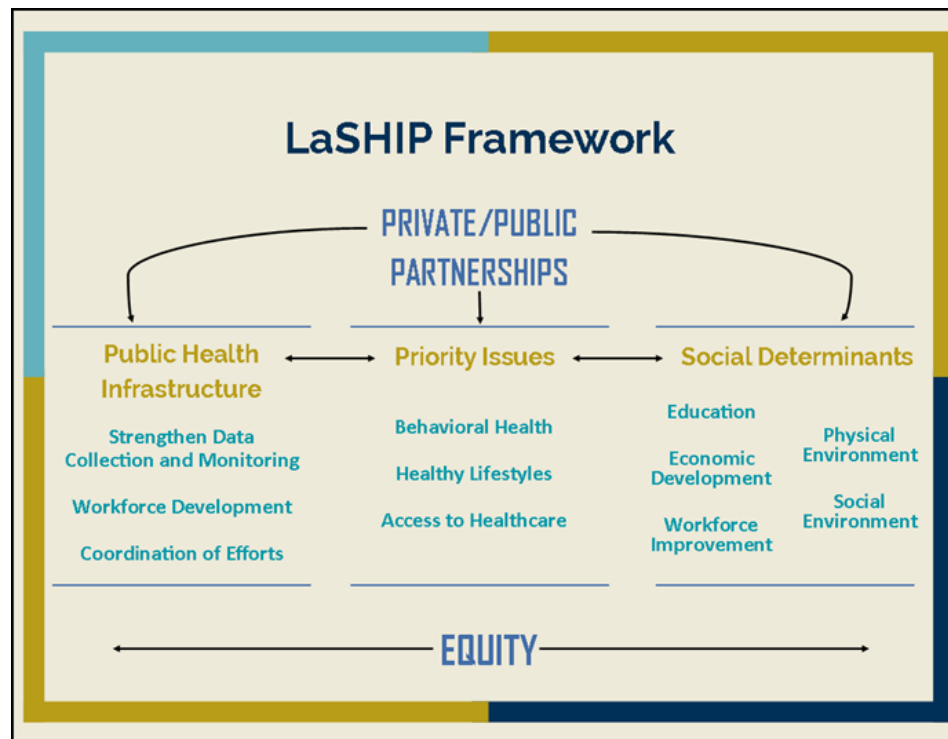 LaSHIP Framework
PRIVATE/PUBLIC
PARTNERSHIPS
Public Health
Infrastructure
Strengthen Data
Collection and Monitoring
Workforce Development
Coordination of Efforts
Priority Issues
Behavioral Health
Healthy Lifestyles
Access to Healthcare
Social Determinants
Education
Economic
Development
Workforce
Improvement
Physical
Environment
Social
Environment
EQUITY